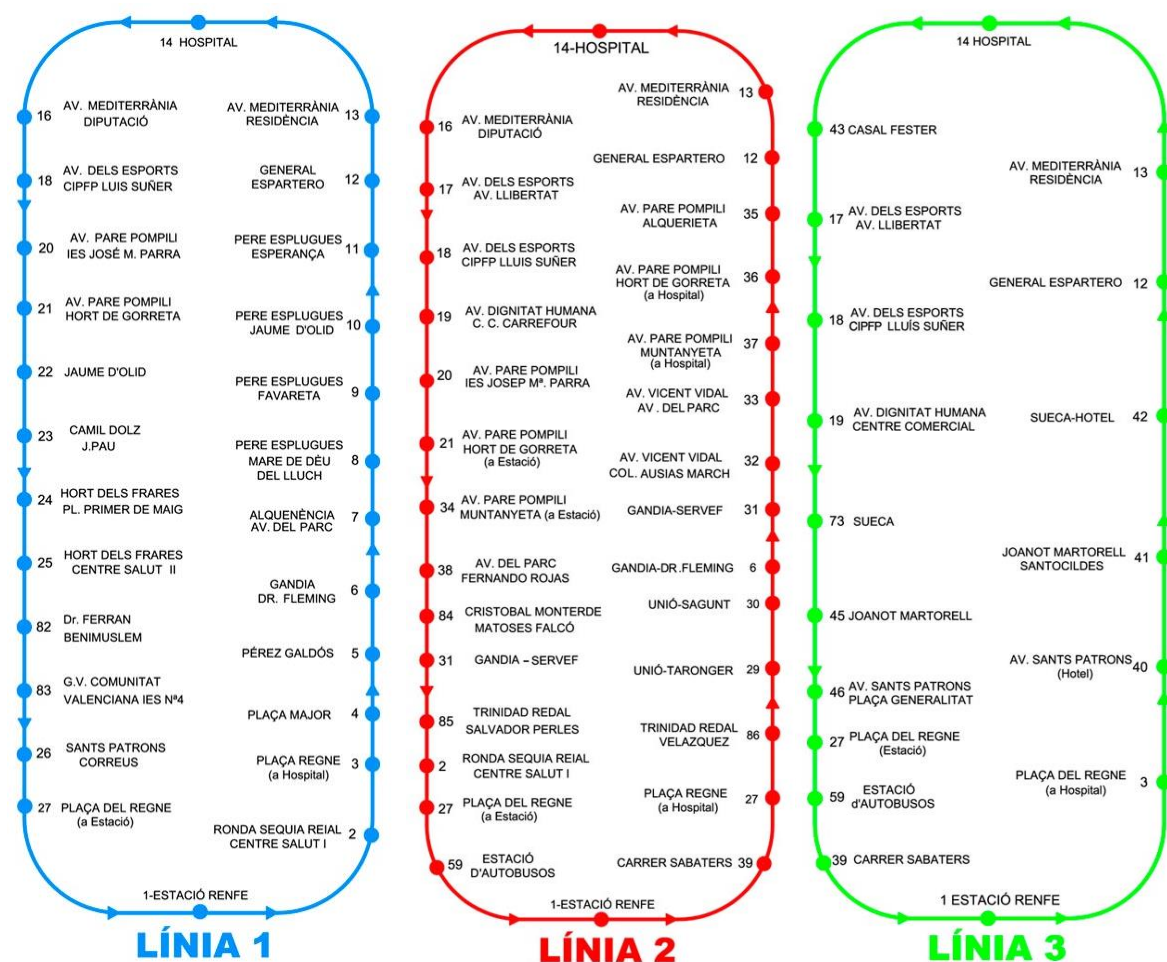 14 HOSPITAL
16 AV. MEDITERRÀNIA
DIPUTACIÓ
18 AV. DELS ESPORTS
CIPFP LUIS SUÑER
20 AV. PARE POMPILI
IES JOSÉ M. PARRA
21 AV. PARE POMPILI
HORT DE GORRETA
22 JAUME D'OLID
23 CAMIL DOLZ
J.PAU
24 HORT DELS FRARES
PL. PRIMER DE MAIG
25 HORT DELS FRARES
CENTRE SALUT II
82 Dr. FERRAN
BENIMUSLEM
83 G.V. COMUNITAT
VALENCIANA IES Nª4
26 SANTS PATRONS
CORREUS
27 PLAÇA DEL REGNE
(a Estació)
AV. MEDITERRÀNIA 13
RESIDÈNCIA
GENERAL 12
ESPARTERO
PERE ESPLUGUES 11
ESPERANÇA
PERE ESPLUGUES 10
JAUME D'OLID
PERE ESPLUGUES 9
FAVARETA
PERE ESPLUGUES
MARE DE DÈU 8
DEL LLUCH
ALQUENÈNCIA 7
AV. DEL PARC
GANDIA 6
DR. FLEMING
PÉREZ GALDÓS 5
PLAÇA MAJOR 4
PLAÇA REGNE 3
(a Hospital)
RONDA SEQUIA REIAL 2
CENTRE SALUT I
1-ESTACIÓ RENFE
LÍNIA 1
14-HOSPITAL
16 AV. MEDITERRÀNIA
DIPUTACIÓ
17 AV. DELS ESPORTS
AV. LLIBERTAT
18 AV. DELS ESPORTS
CIPFP LLUIS SUÑER
19 AV. DIGNITAT HUMANA
C. C. CARREFOUR
20 AV. PARE POMPILI
IES JOSEP Mª. PARRA
21 AV. PARE POMPILI
HORT DE GORRETA
(a Estació)
34 AV. PARE POMPILI
MUNTANYETA (a Estació)
38 AV. DEL PARC
FERNANDO ROJAS
84 CRISTOBAL MONTERDE
MATOSES FALCÓ
31 GANDIA – SERVEF
85 TRINIDAD REDAL
SALVADOR PERLES
2 RONDA SEQUIA REIAL
CENTRE SALUT I
27 PLAÇA DEL REGNE
(a Estació)
59 ESTACIÓ
D'AUTOBUSOS
AV. MEDITERRÀNIA 13
RESIDÈNCIA
GENERAL ESPARTERO 12
AV. PARE POMPILI 35
ALQUERIETA
AV. PARE POMPILI 36
HORT DE GORRETA
(a Hospital)
AV. PARE POMPILI 37
MUNTANYETA
(a Hospital)
AV. VICENT VIDAL 33
AV . DEL PARC
AV. VICENT VIDAL 32
COL. AUSIAS MARCH
GANDIA-SERVEF 31
GANDIA-DR.FLEMING 6
UNIÓ-SAGUNT 30
UNIÓ-TARONGER 29
TRINIDAD REDAL 86
VELAZQUEZ
PLAÇA REGNE 27
(a Hospital)
CARRER SABATERS 39
1-ESTACIÓ RENFE
LÍNIA 2
14 HOSPITAL
43 CASAL FESTER
17 AV. DELS ESPORTS
AV. LLIBERTAT
18 AV. DELS ESPORTS
CIPFP LLUÍS SUÑER
19 AV. DIGNITAT HUMANA
CENTRE COMERCIAL
73 SUECA
45 JOANOT MARTORELL
46 AV. SANTS PATRONS
PLAÇA GENERALITAT
27 PLAÇA DEL REGNE
(Estació)
59 ESTACIÓ
d'AUTOBUSOS
39 CARRER SABATERS
AV. MEDITERRÀNIA 13
RESIDÈNCIA
GENERAL ESPARTERO 12
SUECA-HOTEL 42
JOANOT MARTORELL 41
SANTOCILDES
AV. SANTS PATRONS 40
(Hotel)
PLAÇA DEL REGNE 3
(a Hospital)
1 ESTACIÓ RENFE
LÍNIA 3